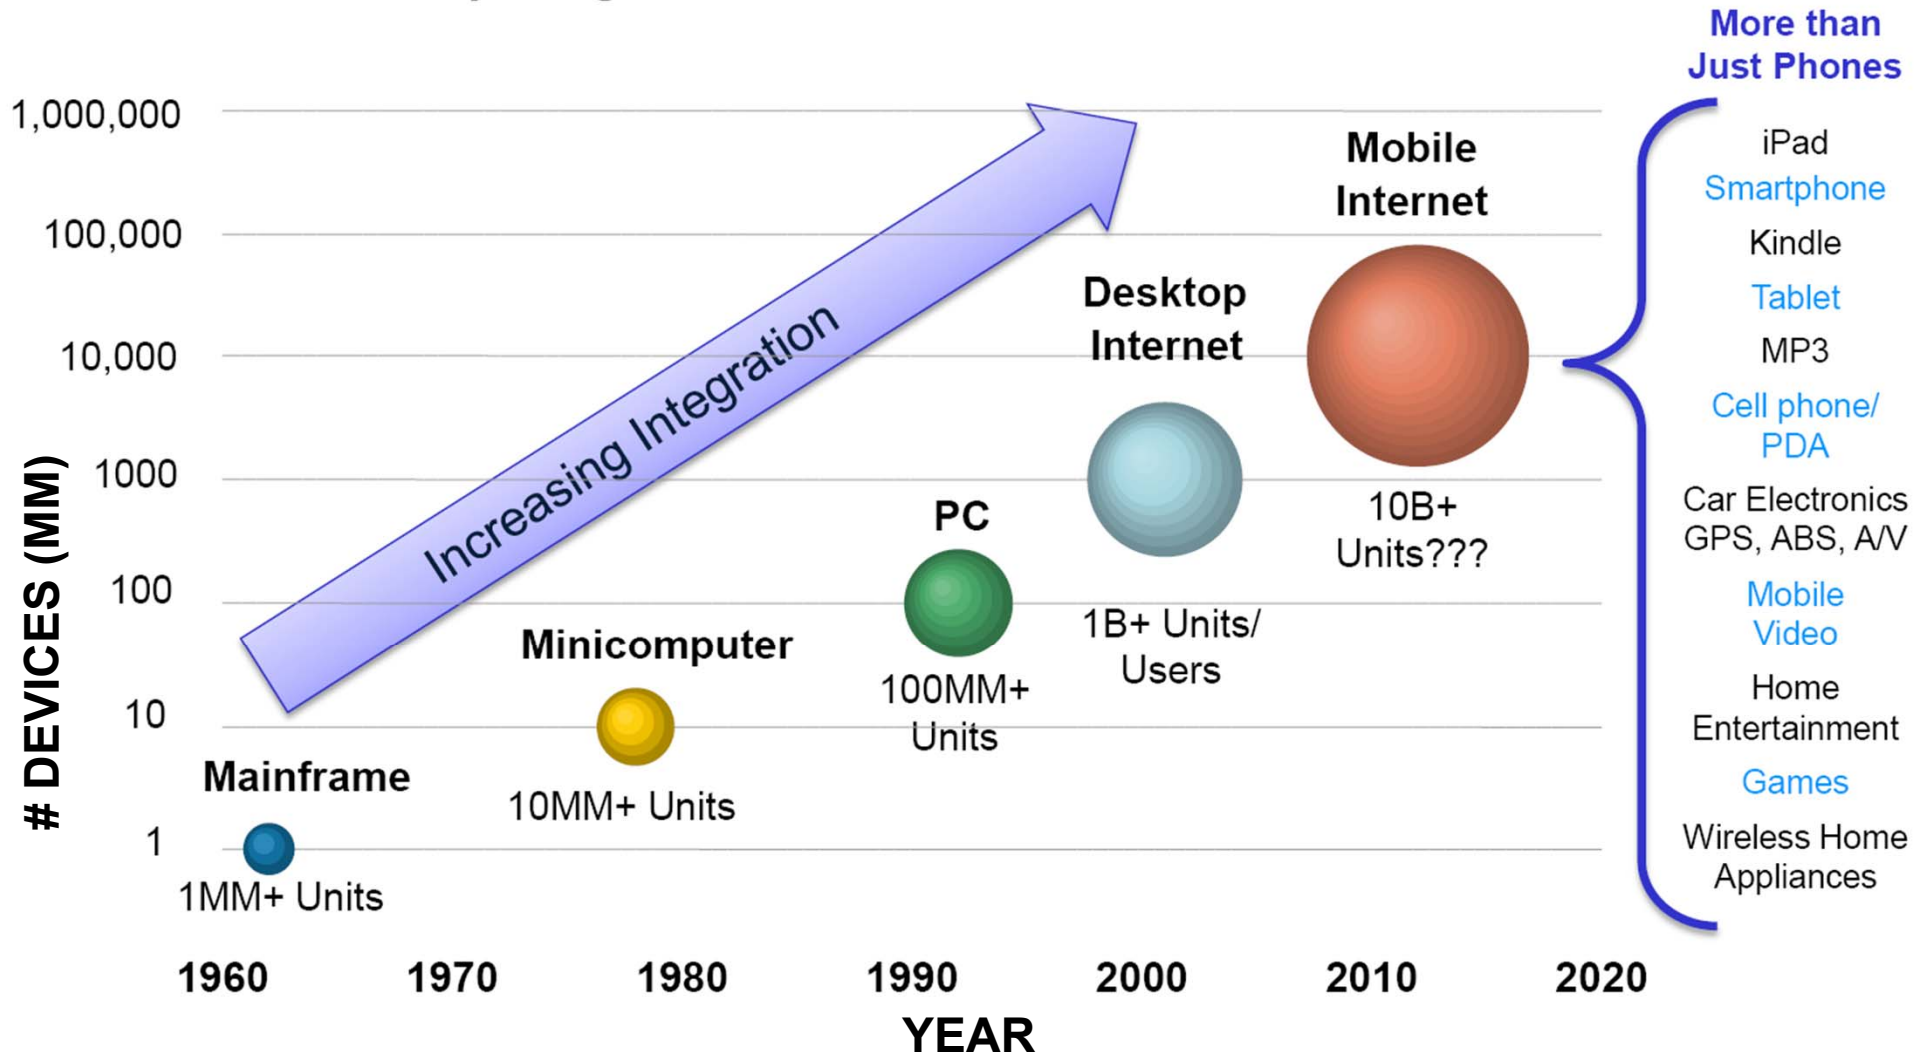 More than
Just Phones
1,000,000
100,000
10,000
1000
100
10
1
# DEVICES (MM)
Increasing Integration
Mainframe
1MM+ Units
Minicomputer
10MM+ Units
PC
100MM+
Units
Desktop
Internet
1B+ Units/
Users
Mobile
Internet
10B+
Units???
iPad
Smartphone
Kindle
Tablet
MP3
Cell phone/
PDA
Car Electronics
GPS, ABS, A/V
Mobile
Video
Home
Entertainment
Games
Wireless Home
Appliances
1960 1970 1980 1990 2000 2010 2020
YEAR